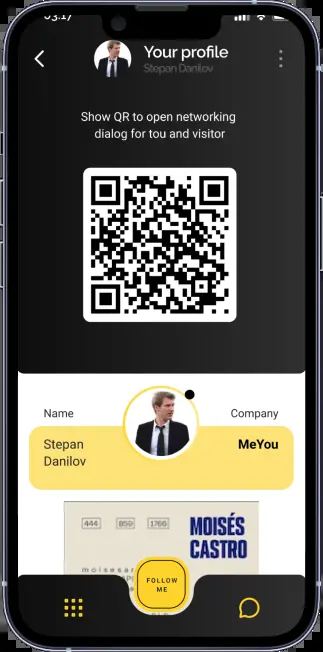 Your profile
Stepan Danilov
Show QR to open networking
dialog for tou and visitor
Name
Company
Stepan
Danilov
MeYou
444 859 1766
MOISÉS
CASTRO
FOLLOW
ME